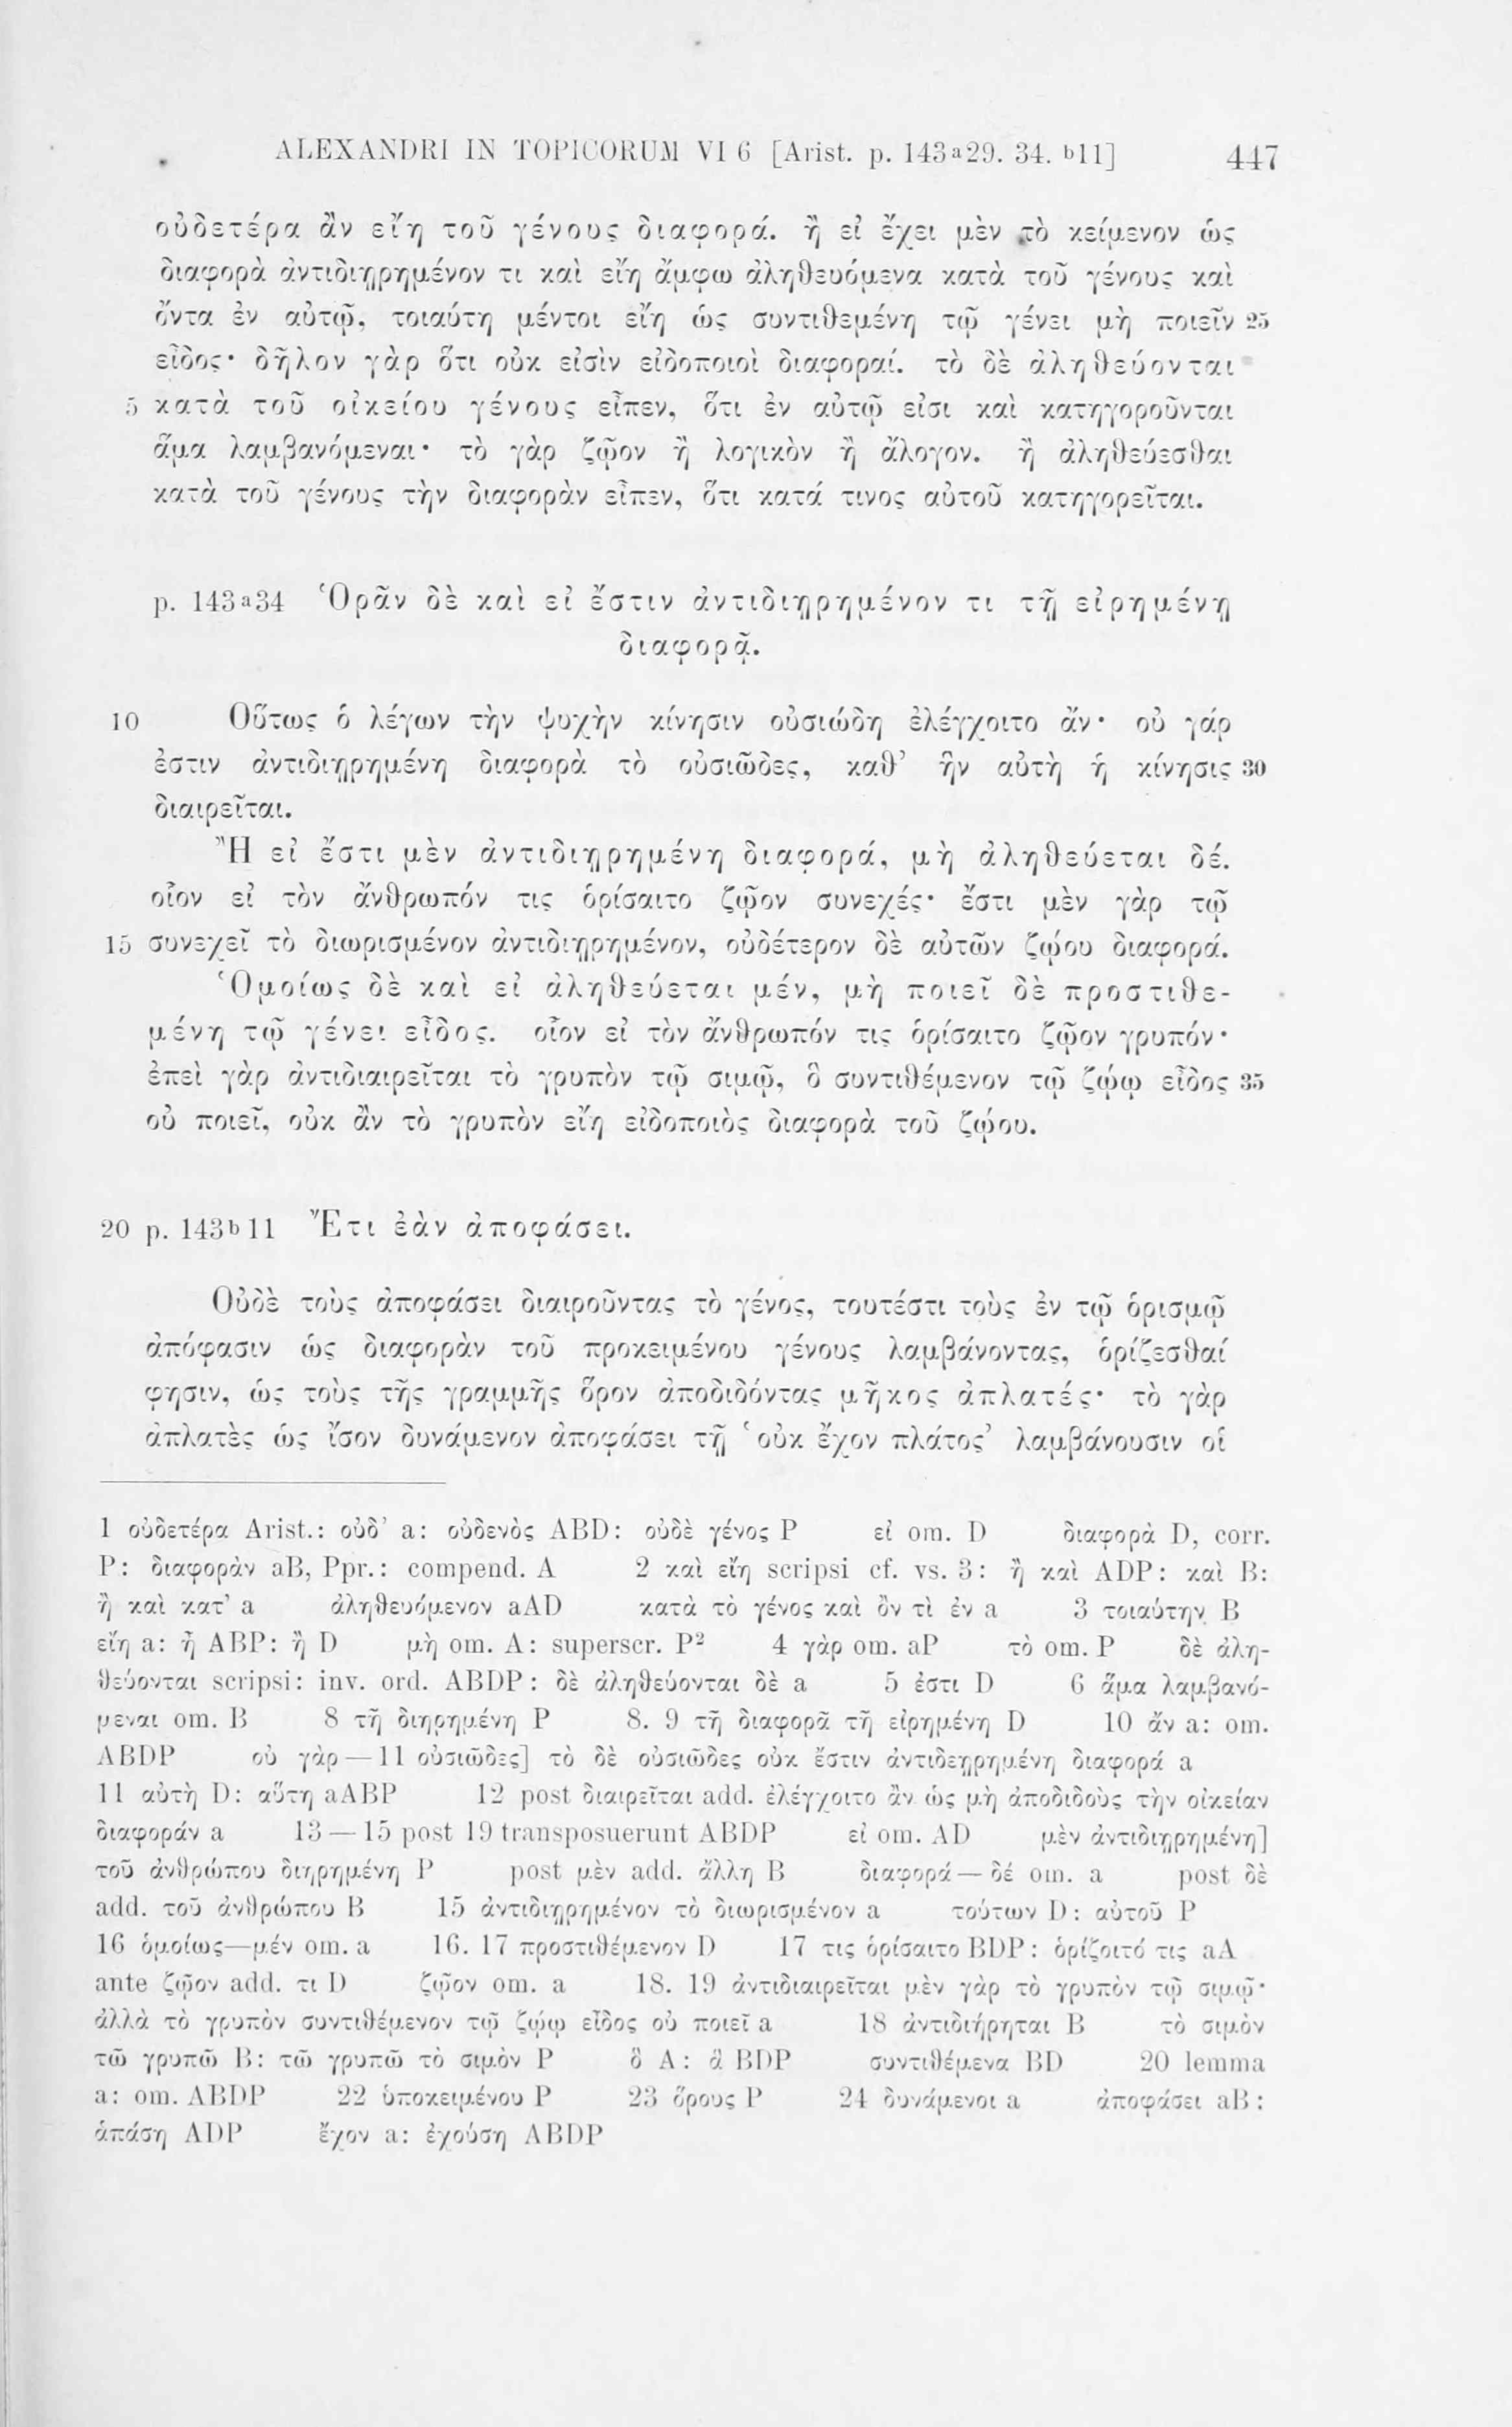 ALEXANDRI IN TOPICORUM VI 6 [Arist. p. 143a29. 34. b11] 447
οὐδετέρα ἂν εἴη τοῦ γένους διαφορά. ἢ εἰ ἔχει μὲν τὸ κείμενον ὡς
διαφορὰ ἀντιδιῃρημένον τι καὶ εἴη ἄμφω ἀληθευόμενα κατὰ τοῦ γένους καὶ
ὄντα ἐν αὐτῷ, τοιαύτη μέντοι εἴη ὡς συντιθεμένη τῷ γένει μὴ ποιεῖν 25
εἶδος· δῆλον γὰρ ὅτι οὐκ εἰσὶν εἰδοποιοὶ διαφοραί. τὸ δὲ ἀληθεύονται
5 κατὰ τοῦ οἰκείου γένους εἶπεν, ὅτι ἐν αὐτῷ εἰσι καὶ κατηγοροῦνται
ἅμα λαμβανόμεναι· τὸ γὰρ ζῷον ἢ λογικὸν ἢ ἄλογον. ἢ ἀληθεύεσθαι
κατὰ τοῦ γένους τὴν διαφορὰν εἶπεν, ὅτι κατά τινος αὐτοῦ κατηγορεῖται.
p. 143a34 Ὁρᾶν δὲ καὶ εἰ ἔστιν ἀντιδιῃρημένον τι τῇ εἰρημένῃ
διαφορᾷ.
10 Οὕτως ὁ λέγων τὴν ψυχὴν κίνησιν οὐσιώδη ἐλέγχοιτο ἄν· οὐ γάρ
ἐστιν ἀντιδιῃρημένη διαφορὰ τὸ οὐσιῶδες, καθ’ ἣν αὐτὴ ἡ κίνησις 30
διαιρεῖται.
Ἢ εἰ ἔστι μὲν ἀντιδιῃρημένη διαφορά, μὴ ἀληθεύεται δέ.
οἷον εἰ τὸν ἄνθρωπόν τις ὁρίσαιτο ζῷον συνεχές· ἔστι μὲν γὰρ τῷ
15 συνεχεῖ τὸ διωρισμένον ἀντιδιῃρημένον, οὐδέτερον δὲ αὐτῶν ζῴου διαφορά.
Ὁμοίως δὲ καὶ εἰ ἀληθεύεται μέν, μὴ ποιεῖ δὲ προστιθε-
μένη τῷ γένει εἶδος. οἷον εἰ τὸν ἄνθρωπόν τις ὁρίσαιτο ζῷον γρυπόν·
ἐπεὶ γὰρ ἀντιδιαιρεῖται τὸ γρυπὸν τῷ σιμῷ, ὃ συντιθέμενον τῷ ζῴῳ εἶδος 35
οὐ ποιεῖ, οὐκ ἂν τὸ γρυπὸν εἴη εἰδοποιὸς διαφορὰ τοῦ ζῴου.
20 p. 143b11 Ἔτι ἐὰν ἀποφάσει.
Οὐδὲ τοὺς ἀποφάσει διαιροῦντας τὸ γένος, τουτέστι τοὺς ἐν τῷ ὁρισμῷ
ἀπόφασιν ὡς διαφορὰν τοῦ προκειμένου γένους λαμβάνοντας, ὁρίζεσθαί
φησιν, ὡς τοὺς τῆς γραμμῆς ὅρον ἀποδιδόντας μῆκος ἀπλατές· τὸ γὰρ
ἀπλατὲς ὡς ἴσον δυνάμενον ἀποφάσει τῇ ‘οὐκ ἔχον πλάτος’ λαμβάνουσιν οἱ
1 οὐδετέρα Arist.: οὐδ’ a: οὐδενὸς ABD: οὐδὲ γένος P εἰ om. D διαφορὰ D, corr.
P: διαφορὰν aB, Ppr.: compend. A 2 καὶ εἴη scripsi cf. vs. 3: ἢ καὶ ADP: καὶ B:
ἢ καὶ κατ’ a ἀληθευόμενον aAD κατὰ τὸ γένος καὶ ὂν τὶ ἐν a 3 τοιαύτην B
εἴη a: ᾖ ABP: ἢ D μὴ om. A: superscr. P² 4 γὰρ om. aP τὸ om. P δὲ ἀλη-
θεύονται scripsi: inv. ord. ABDP: δὲ ἀληθεύονται δὲ a 5 ἐστι D 6 ἅμα λαμβανό-
μεναι om. B 8 τῇ διῃρημένῃ P 8. 9 τῇ διαφορᾷ τῇ εἰρημένῃ D 10 ἄν a: om.
ABDP οὐ γὰρ — 11 οὐσιῶδες] τὸ δὲ οὐσιῶδες οὐκ ἔστιν ἀντιδεῃρημένη διαφορά a
11 αὐτὴ D: αὕτη aABP 12 post διαιρεῖται add. ἐλέγχοιτο ἂν ὡς μὴ ἀποδιδοὺς τὴν οἰκείαν
διαφοράν a 13 — 15 post 19 transposuerunt ABDP εἰ om. AD μὲν ἀντιδιῃρημένη]
τοῦ ἀνθρώπου διῃρημένη P post μὲν add. ἄλλη B διαφορά — δέ om. a post δὲ
add. τοῦ ἀνθρώπου B 15 ἀντιδιῃρημένον τὸ διωρισμένον a τούτων D: αὐτοῦ P
16 ὁμοίως—μέν om. a 16. 17 προστιθέμενον D 17 τις ὁρίσαιτο BDP: ὁρίζοιτό τις aA
ante ζῷον add. τι D ζῷον om. a 18. 19 ἀντιδιαιρεῖται μὲν γὰρ τὸ γρυπὸν τῷ σιμῷ·
ἀλλὰ τὸ γρυπὸν συντιθέμενον τῷ ζῴῳ εἶδος οὐ ποιεῖ a 18 ἀντιδιῄρηται B τὸ σιμὸν
τῶ γρυπῶ B: τῶ γρυπῶ τὸ σιμὸν P ὃ A: ἃ BDP συντιθέμενα BD 20 lemma
a: om. ABDP 22 ὑποκειμένου P 23 ὅρους P 24 δυνάμενοι a ἀποφάσει aB:
ἁπάσῃ ADP ἔχον a: ἐχούσῃ ABDP